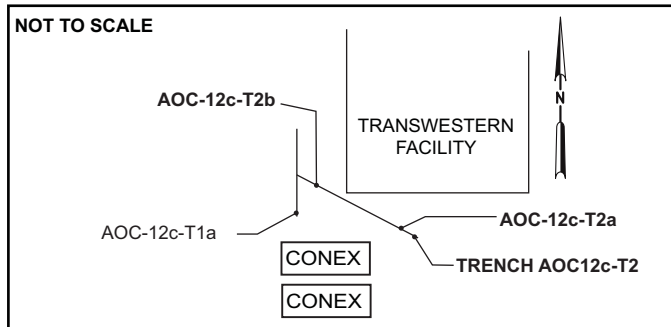 NOT TO SCALE
AOC-12c-T2b
TRANSWESTERN
FACILITY
N
AOC-12c-T2a
AOC-12c-T1a
CONEX
TRENCH AOC12c-T2
CONEX